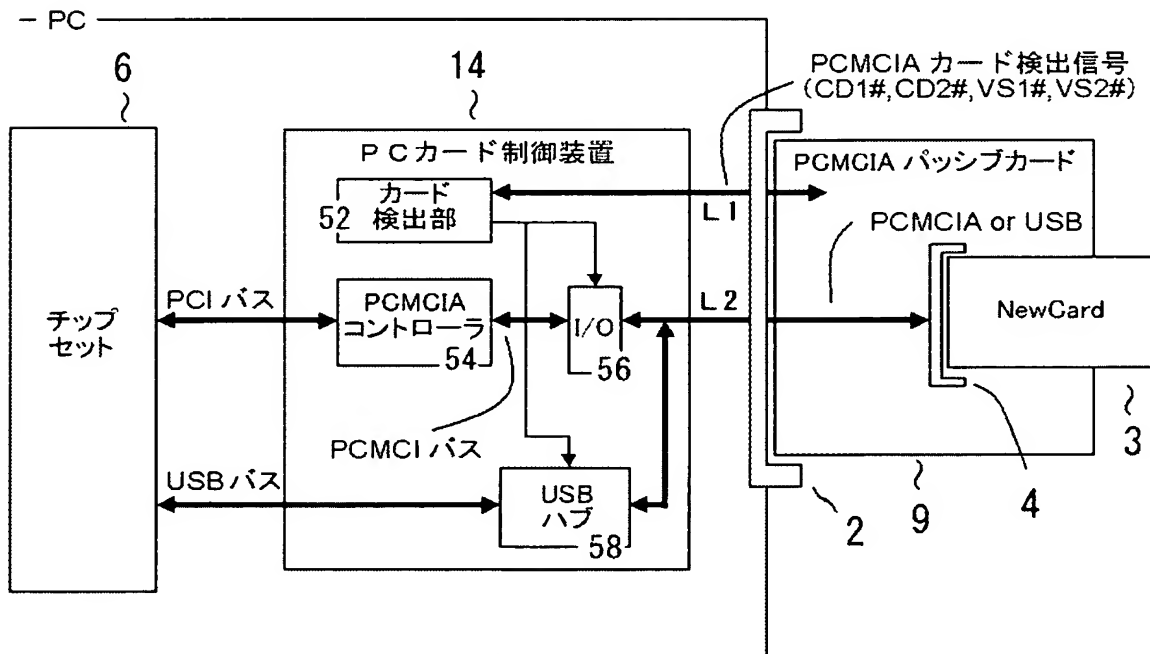 PC
6
14
PCMCIA カード検出信号
(CD1#,CD2#,VS1#,VS2#)
PCカード制御装置
PCMCIA パッシブカード
カード
検出部
52
L1
PCMCIA or USB
PCI バス
PCMCIA
コントローラ
54
I/O
56
L2
NewCard
チップ
セット
PCMCI バス
USB バス
USB
ハブ
58
2
9
4
3